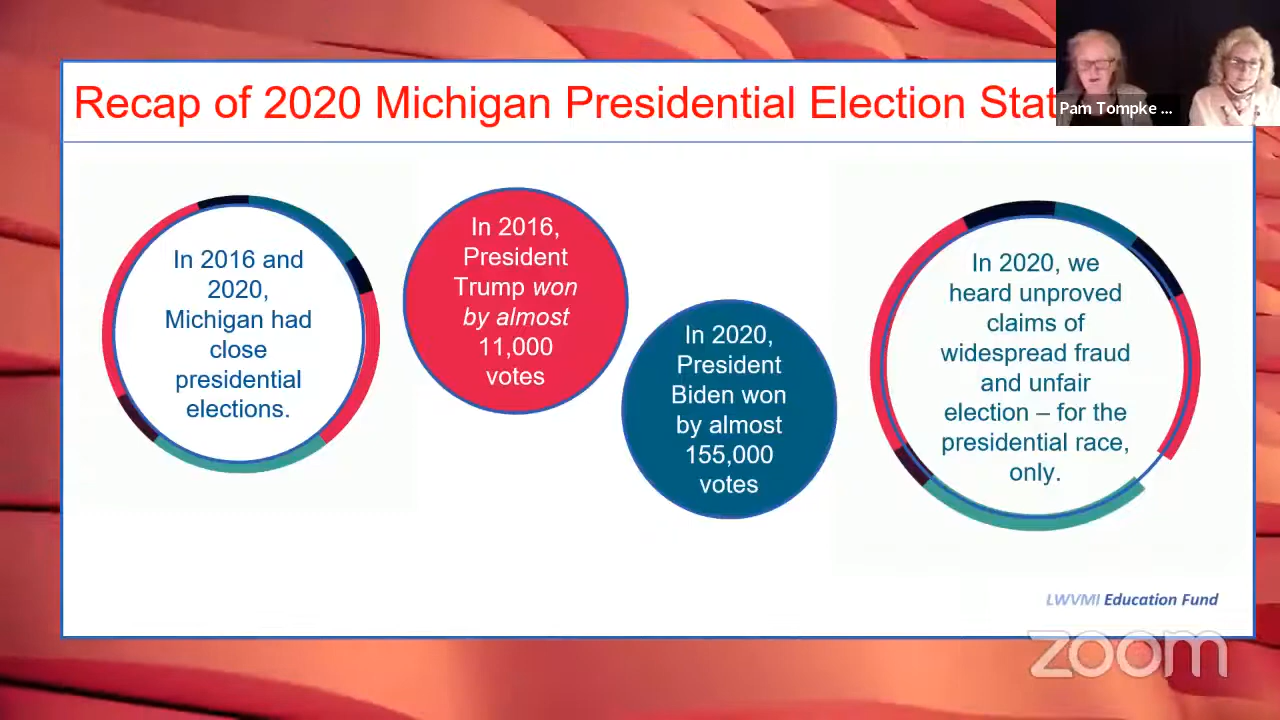 Recap of 2020 Michigan Presidential Election Stat
Pam Tompke ...
In 2016 and
2020,
Michigan had
close
presidential
elections.
In 2016,
President
Trump won
by almost
11,000
votes
In 2020,
President
Biden won
by almost
155,000
votes
In 2020, we
heard unproved
claims of
widespread fraud
and unfair
election – for the
presidential race,
only.
LWVMI Education Fund
zoom